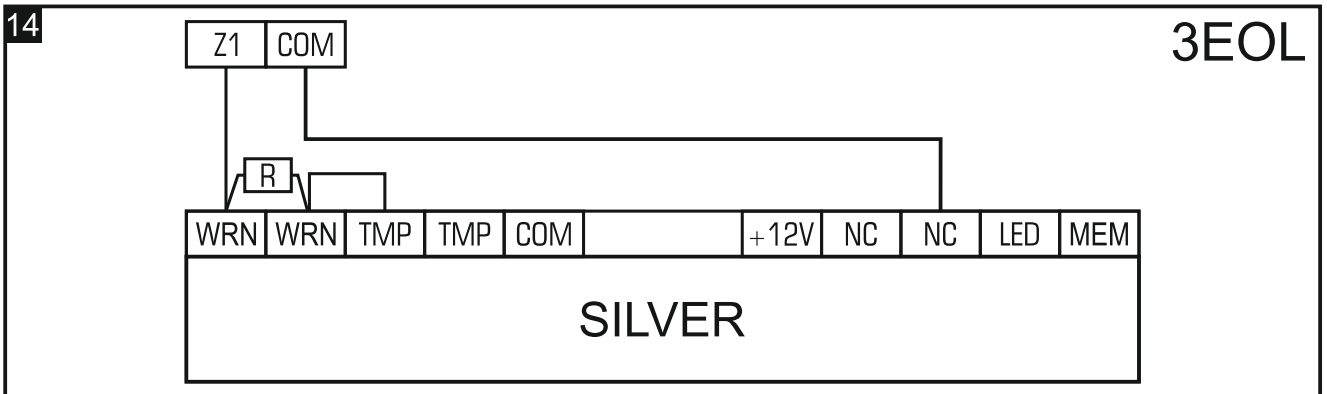 14
3EOL
Z1 COM
R
WRN WRN TMP TMP COM +12V NC NC LED MEM
SILVER